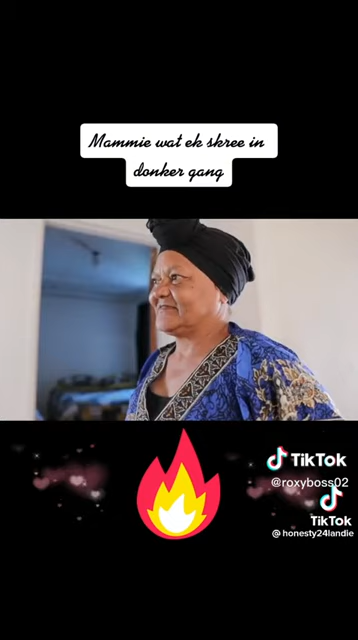 Mammie wat ek skree in
donker gang
TikTok
@roxyboss02
TikTok
@honesty24landie